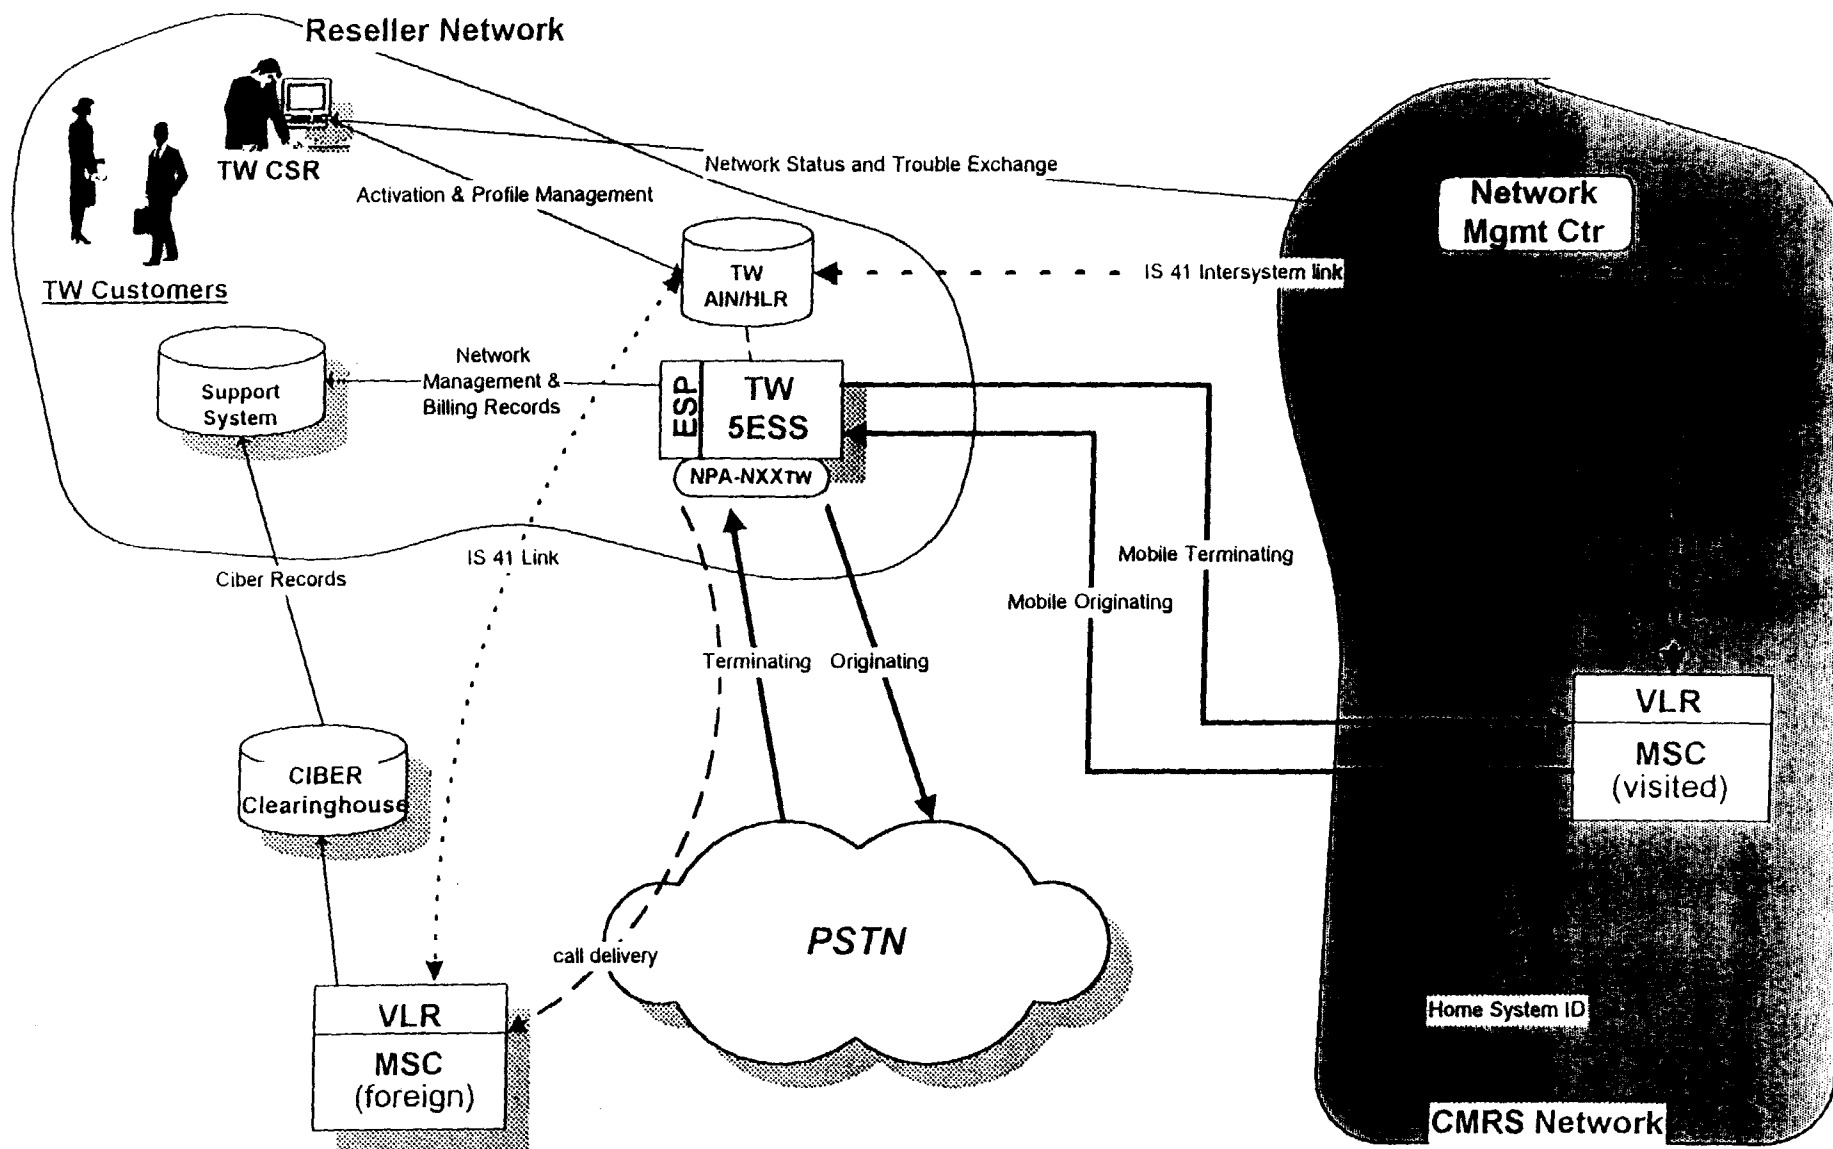 Reseller Network
TW CSR
Network Status and Trouble Exchange
Activation & Profile Management
Network
Mgmt Ctr
TW Customers
TW
AIN/HLR
IS 41 Intersystem link
Support
System
Network
Management &
Billing Records
ESP
TW
5ESS
NPA-NXXTW
IS 41 Link
Ciber Records
Mobile Terminating
Mobile Originating
Terminating
Originating
VLR
MSC
(visited)
CIBER
Clearinghouse
PSTN
call delivery
VLR
MSC
(foreign)
Home System ID
CMRS Network